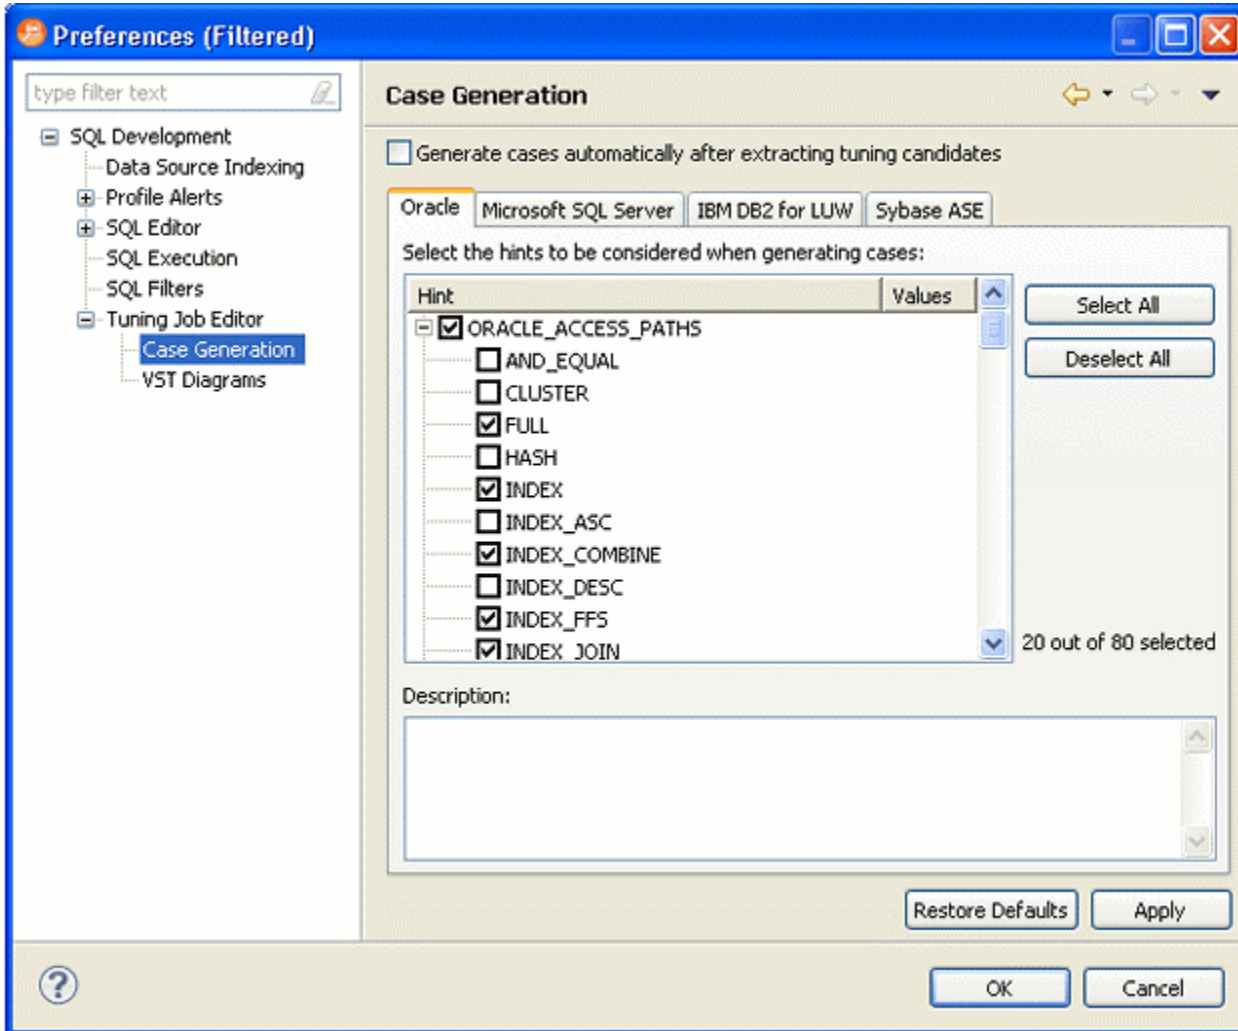 Preferences (Filtered)
type filter text
SQL Development
Data Source Indexing
Profile Alerts
SQL Editor
SQL Execution
SQL Filters
Tuning Job Editor
Case Generation
VST Diagrams
Case Generation
Generate cases automatically after extracting tuning candidates
Oracle Microsoft SQL Server IBM DB2 for LUW Sybase ASE
Select the hints to be considered when generating cases:
Hint Values
ORACLE_ACCESS_PATHS
AND_EQUAL
CLUSTER
FULL
HASH
INDEX
INDEX_ASC
INDEX_COMBINE
INDEX_DESC
INDEX_FFS
INDEX_JOIN
Select All
Deselect All
20 out of 80 selected
Description:
Restore Defaults Apply
? OK Cancel